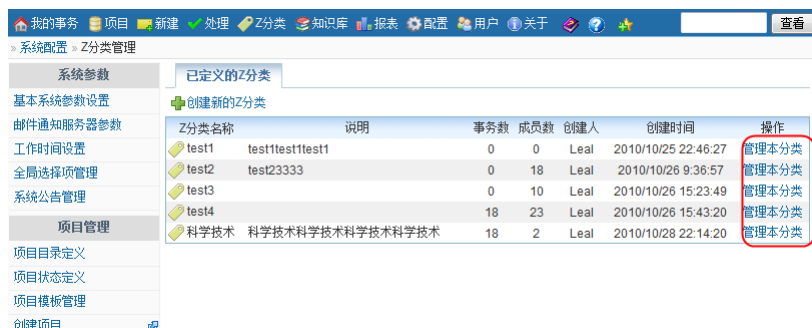 我的事务 项目 新建 处理 Z分类 知识库 报表 配置 用户 关于 查看
» 系统配置 » Z分类管理
系统参数
基本系统参数设置
邮件通知服务器参数
工作时间设置
全局选择项管理
系统公告管理
项目管理
项目目录定义
项目状态定义
项目模板管理
创建项目
已定义的Z分类
创建新的Z分类
Z分类名称 说明 事务数 成员数 创建人 创建时间 操作
test1 test1test1test1 0 0 Leal 2010/10/25 22:46:27 管理本分类
test2 test23333 0 18 Leal 2010/10/26 9:36:57 管理本分类
test3 0 10 Leal 2010/10/26 15:23:49 管理本分类
test4 18 23 Leal 2010/10/26 15:43:20 管理本分类
科学技术 科学技术科学技术科学技术科学技术 18 2 Leal 2010/10/28 22:14:20 管理本分类